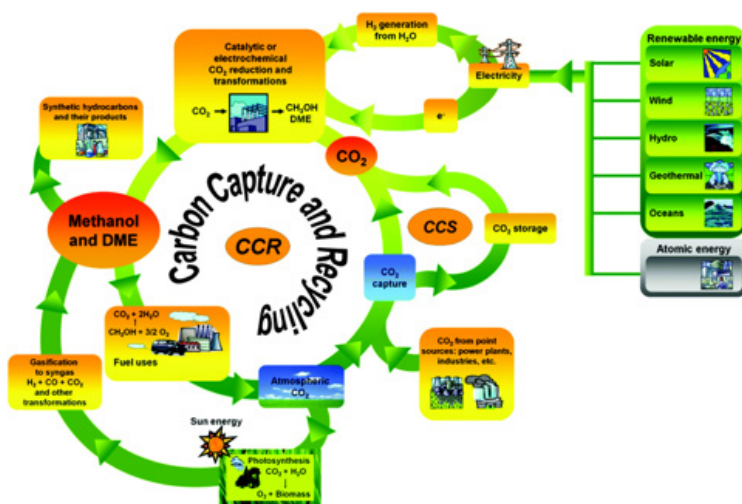 Catalytic or
electrochemical
CO₂ reduction and
transformations
CO₂
CH₃OH
DME
H₂ generation
from H₂O
Electricity
e⁻
Renewable energy
Solar
Wind
Hydro
Geothermal
Oceans
Atomic energy
Synthetic hydrocarbons
and their products
CO₂
Methanol
and DME
Carbon Capture and Recycling
CCR
CCS
CO₂ storage
CO₂
capture
CO₂ + 2H₂O
↑
CH₃OH + 3/2 O₂
Fuel uses
Gasification
to syngas
H₂ + CO + CO₂
and other
transformations
Atmospheric
CO₂
CO₂ from point
sources: power plants,
industries, etc.
Sun energy
Photosynthesis
CO₂ + H₂O
↓
O₂ + Biomass